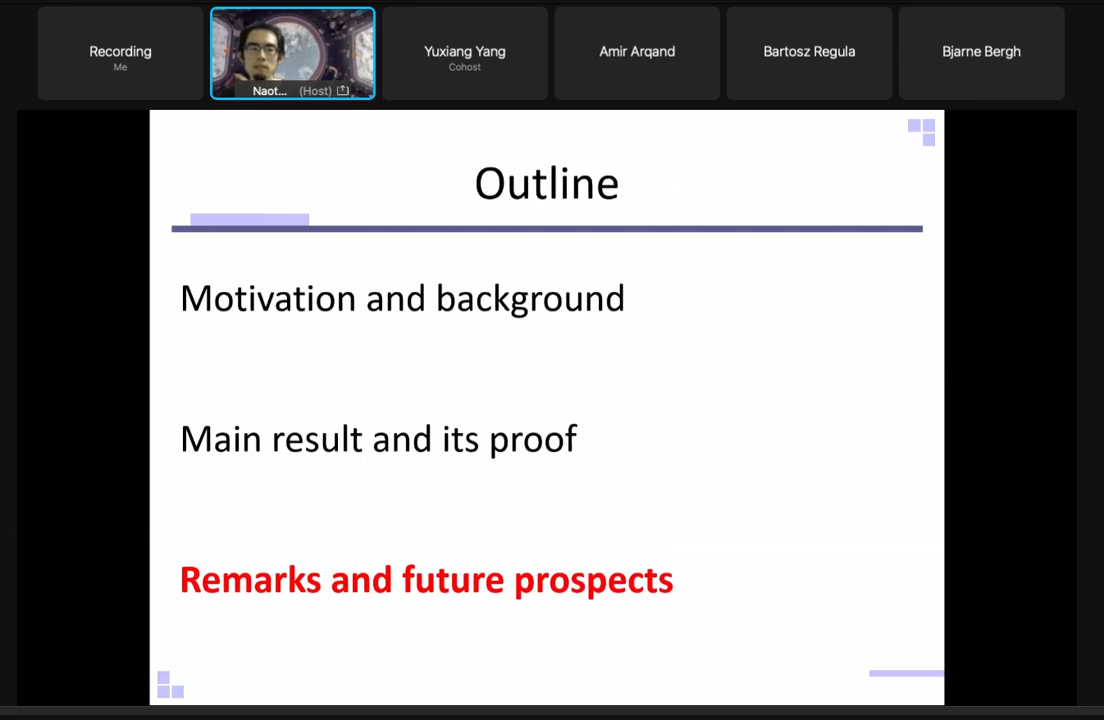 Recording
Me
Naot... (Host)
Yuxiang Yang
Cohost
Amir Arqand
Bartosz Regula
Bjarne Bergh
Outline
Motivation and background
Main result and its proof
Remarks and future prospects